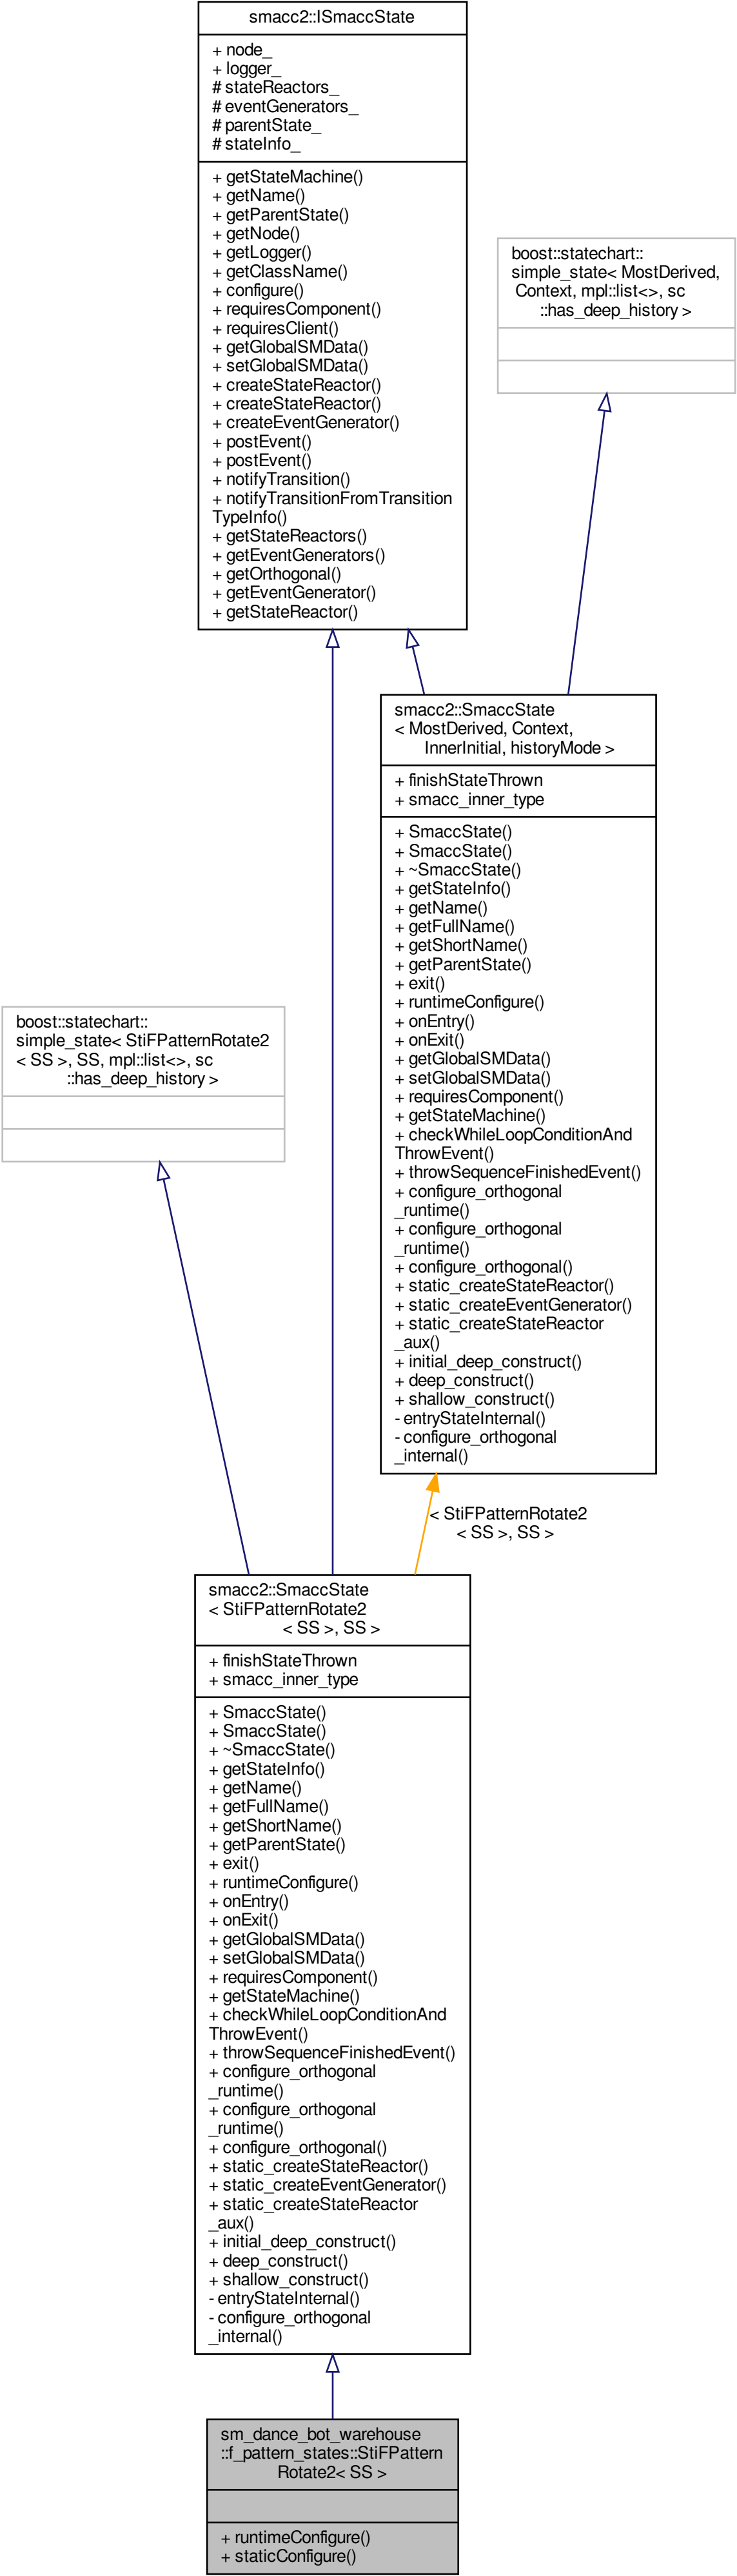 smacc2::ISmaccState
+ node_
+ logger_
# stateReactors_
# eventGenerators_
# parentState_
# stateInfo_
+ getStateMachine()
+ getName()
+ getParentState()
+ getNode()
+ getLogger()
+ getClassName()
+ configure()
+ requiresComponent()
+ requiresClient()
+ getGlobalSMData()
+ setGlobalSMData()
+ createStateReactor()
+ createStateReactor()
+ createEventGenerator()
+ postEvent()
+ postEvent()
+ notifyTransition()
+ notifyTransitionFromTransition
TypeInfo()
+ getStateReactors()
+ getEventGenerators()
+ getOrthogonal()
+ getEventGenerator()
+ getStateReactor()
boost::statechart::
simple_state< MostDerived,
Context, mpl::list<>, sc
::has_deep_history >
smacc2::SmaccState
< MostDerived, Context,
InnerInitial, historyMode >
+ finishStateThrown
+ smacc_inner_type
+ SmaccState()
+ SmaccState()
+ ~SmaccState()
+ getStateInfo()
+ getName()
+ getFullName()
+ getShortName()
+ getParentState()
+ exit()
+ runtimeConfigure()
+ onEntry()
+ onExit()
+ getGlobalSMData()
+ setGlobalSMData()
+ requiresComponent()
+ getStateMachine()
+ checkWhileLoopConditionAnd
ThrowEvent()
+ throwSequenceFinishedEvent()
+ configure_orthogonal
_runtime()
+ configure_orthogonal
_runtime()
+ configure_orthogonal()
+ static_createStateReactor()
+ static_createEventGenerator()
+ static_createStateReactor
_aux()
+ initial_deep_construct()
+ deep_construct()
+ shallow_construct()
- entryStateInternal()
- configure_orthogonal
_internal()
boost::statechart::
simple_state< StiFPatternRotate2
< SS >, SS, mpl::list<>, sc
::has_deep_history >
< StiFPatternRotate2
< SS >, SS >
smacc2::SmaccState
< StiFPatternRotate2
< SS >, SS >
+ finishStateThrown
+ smacc_inner_type
+ SmaccState()
+ SmaccState()
+ ~SmaccState()
+ getStateInfo()
+ getName()
+ getFullName()
+ getShortName()
+ getParentState()
+ exit()
+ runtimeConfigure()
+ onEntry()
+ onExit()
+ getGlobalSMData()
+ setGlobalSMData()
+ requiresComponent()
+ getStateMachine()
+ checkWhileLoopConditionAnd
ThrowEvent()
+ throwSequenceFinishedEvent()
+ configure_orthogonal
_runtime()
+ configure_orthogonal
_runtime()
+ configure_orthogonal()
+ static_createStateReactor()
+ static_createEventGenerator()
+ static_createStateReactor
_aux()
+ initial_deep_construct()
+ deep_construct()
+ shallow_construct()
- entryStateInternal()
- configure_orthogonal
_internal()
sm_dance_bot_warehouse
::f_pattern_states::StiFPattern
Rotate2< SS >
+ runtimeConfigure()
+ staticConfigure()